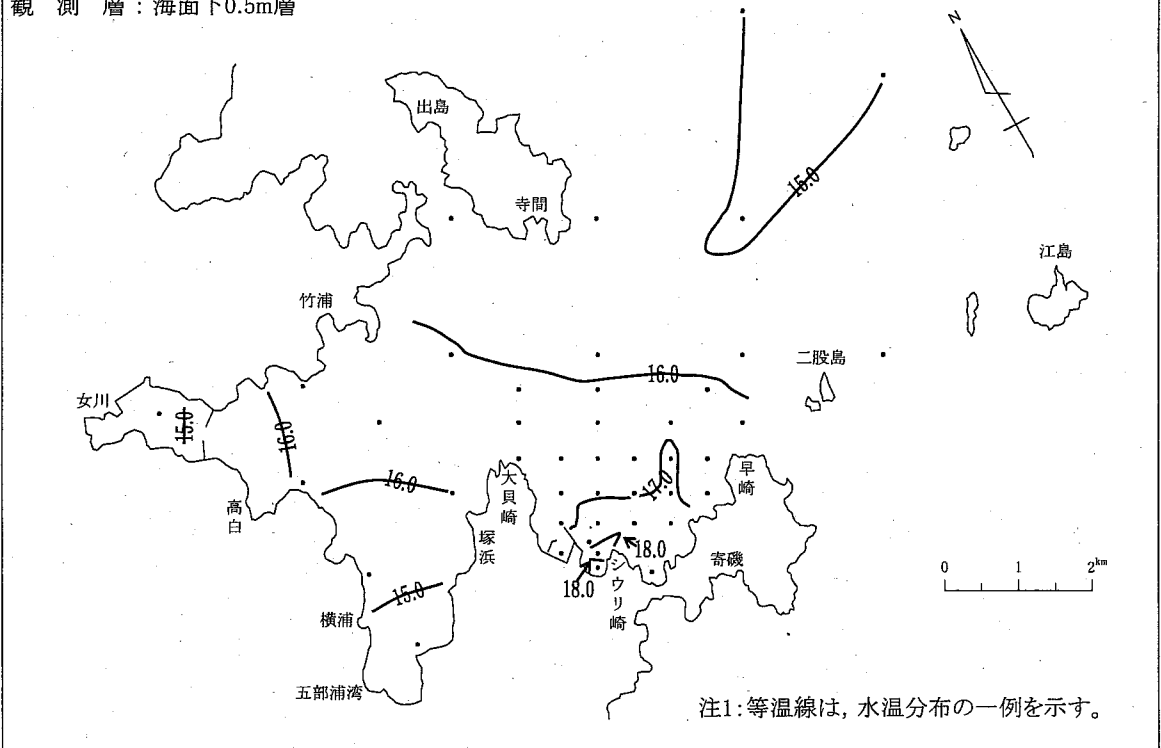 観測層：海面下0.5m層
N
出島
15.0
寺間
江島
竹浦
二股島
16.0
女川
15.0
16.0
16.0
大貝崎
早崎
17.0
高白
塚浜
18.0
寄磯
18.0
シウリ崎
0 1 2km
15.0
横浦
五部浦湾
注1:等温線は,水温分布の一例を示す。